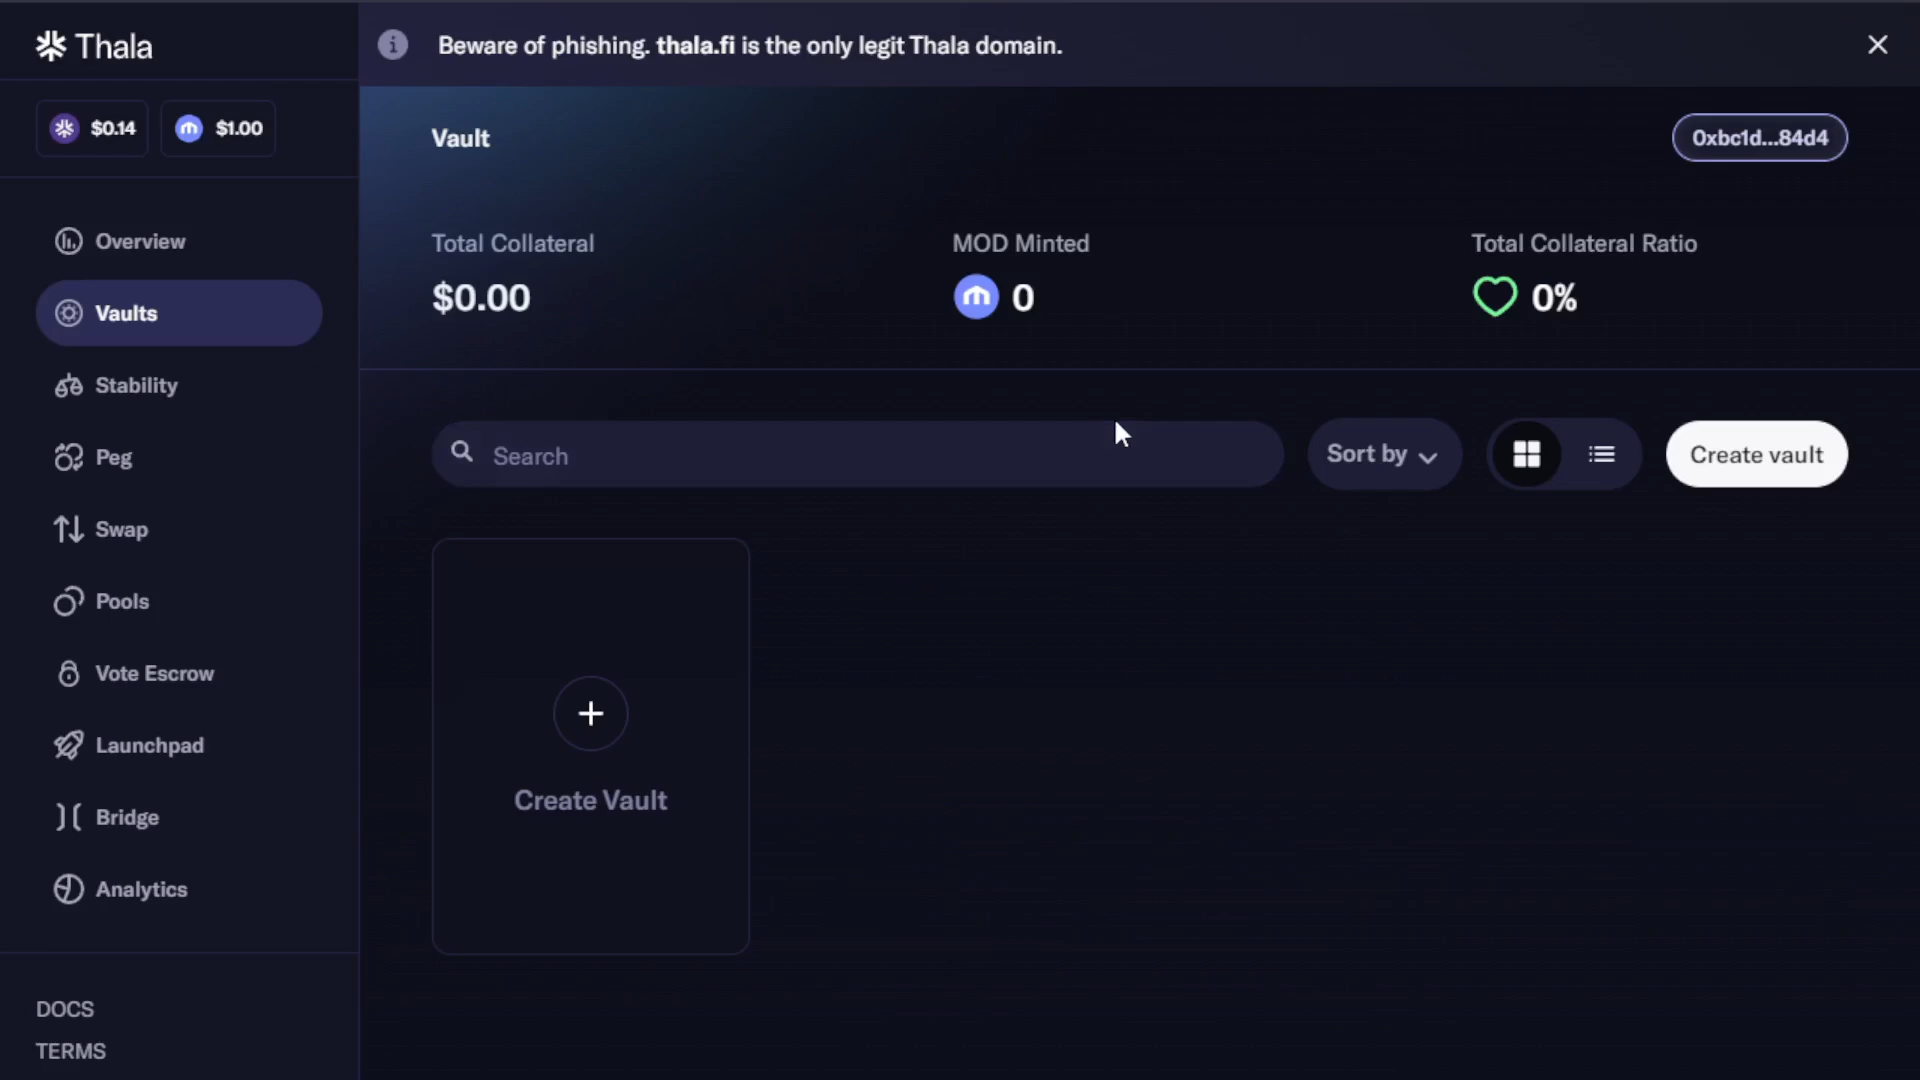 Thala
Beware of phishing. thala.fi is the only legit Thala domain.
$0.14
$1.00
Vault
0xbc1d...84d4
Total Collateral
MOD Minted
Total Collateral Ratio
$0.00
0
0%
Overview
Vaults
Stability
Peg
Swap
Pools
Vote Escrow
Launchpad
Bridge
Analytics
DOCS
TERMS
Search
Sort by
Create vault
Create Vault